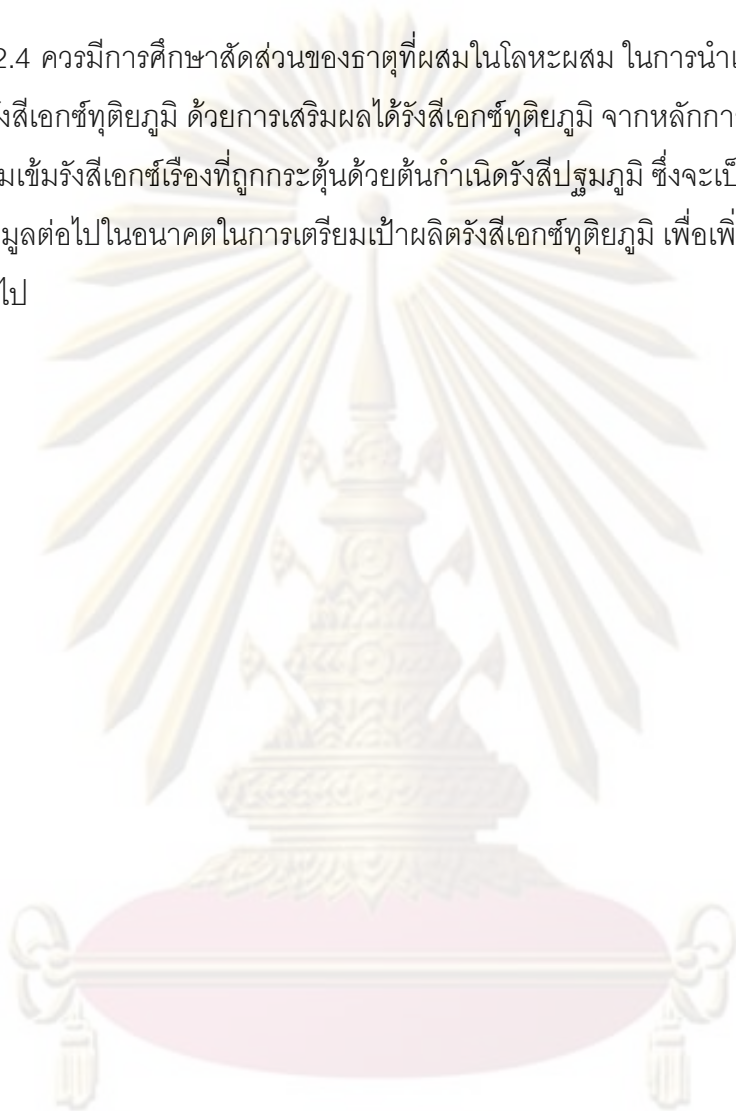 2.4 ควรมีการศึกษาสัดส่วนของธาตุที่ผสมในโลหะผสม ในการนำ
รังสีเอกซ์ทุติยภูมิ ด้วยการเสริมผลได้รังสีเอกซ์ทุติยภูมิ จากหลักกา
มเข้มรังสีเอกซ์เรืองที่ถูกกระตุ้นด้วยต้นกำเนิดรังสีปฐมภูมิ ซึ่งจะเป็
มูลต่อไปในอนาคตในการเตรียมเป้าผลิตรังสีเอกซ์ทุติยภูมิ เพื่อเพิ่
ไป